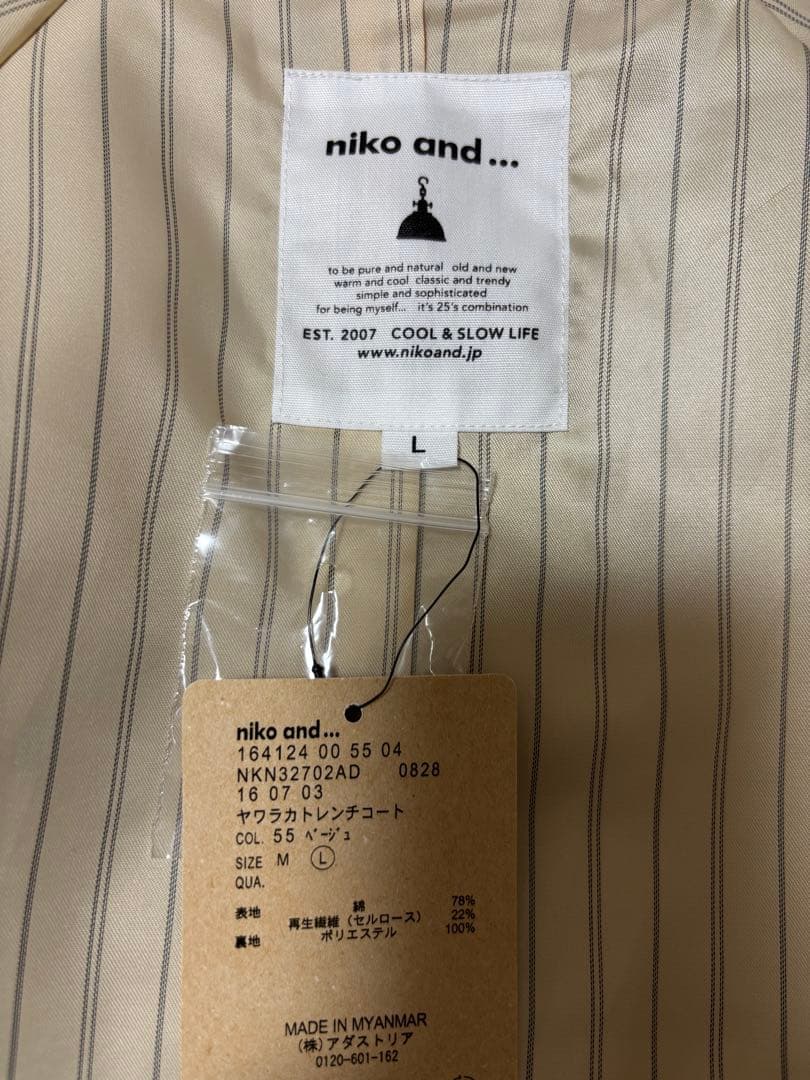 niko and...
to be pure and natural old and new
warm and cool classic and trendy
simple and sophisticated
for being myself... it's 25's combination
EST. 2007 COOL & SLOW LIFE
www.nikoand.jp
L
niko and...
164124 00 55 04
NKN32702AD 0828
16 07 03
ヤワラカトレンチコート
COL. 55 ベージュ
SIZE M Ⓛ
QUA.
表地 綿 78%
再生繊維（セルロース） 22%
裏地 ポリエステル 100%
MADE IN MYANMAR
（株）アダストリア
0120-601-162